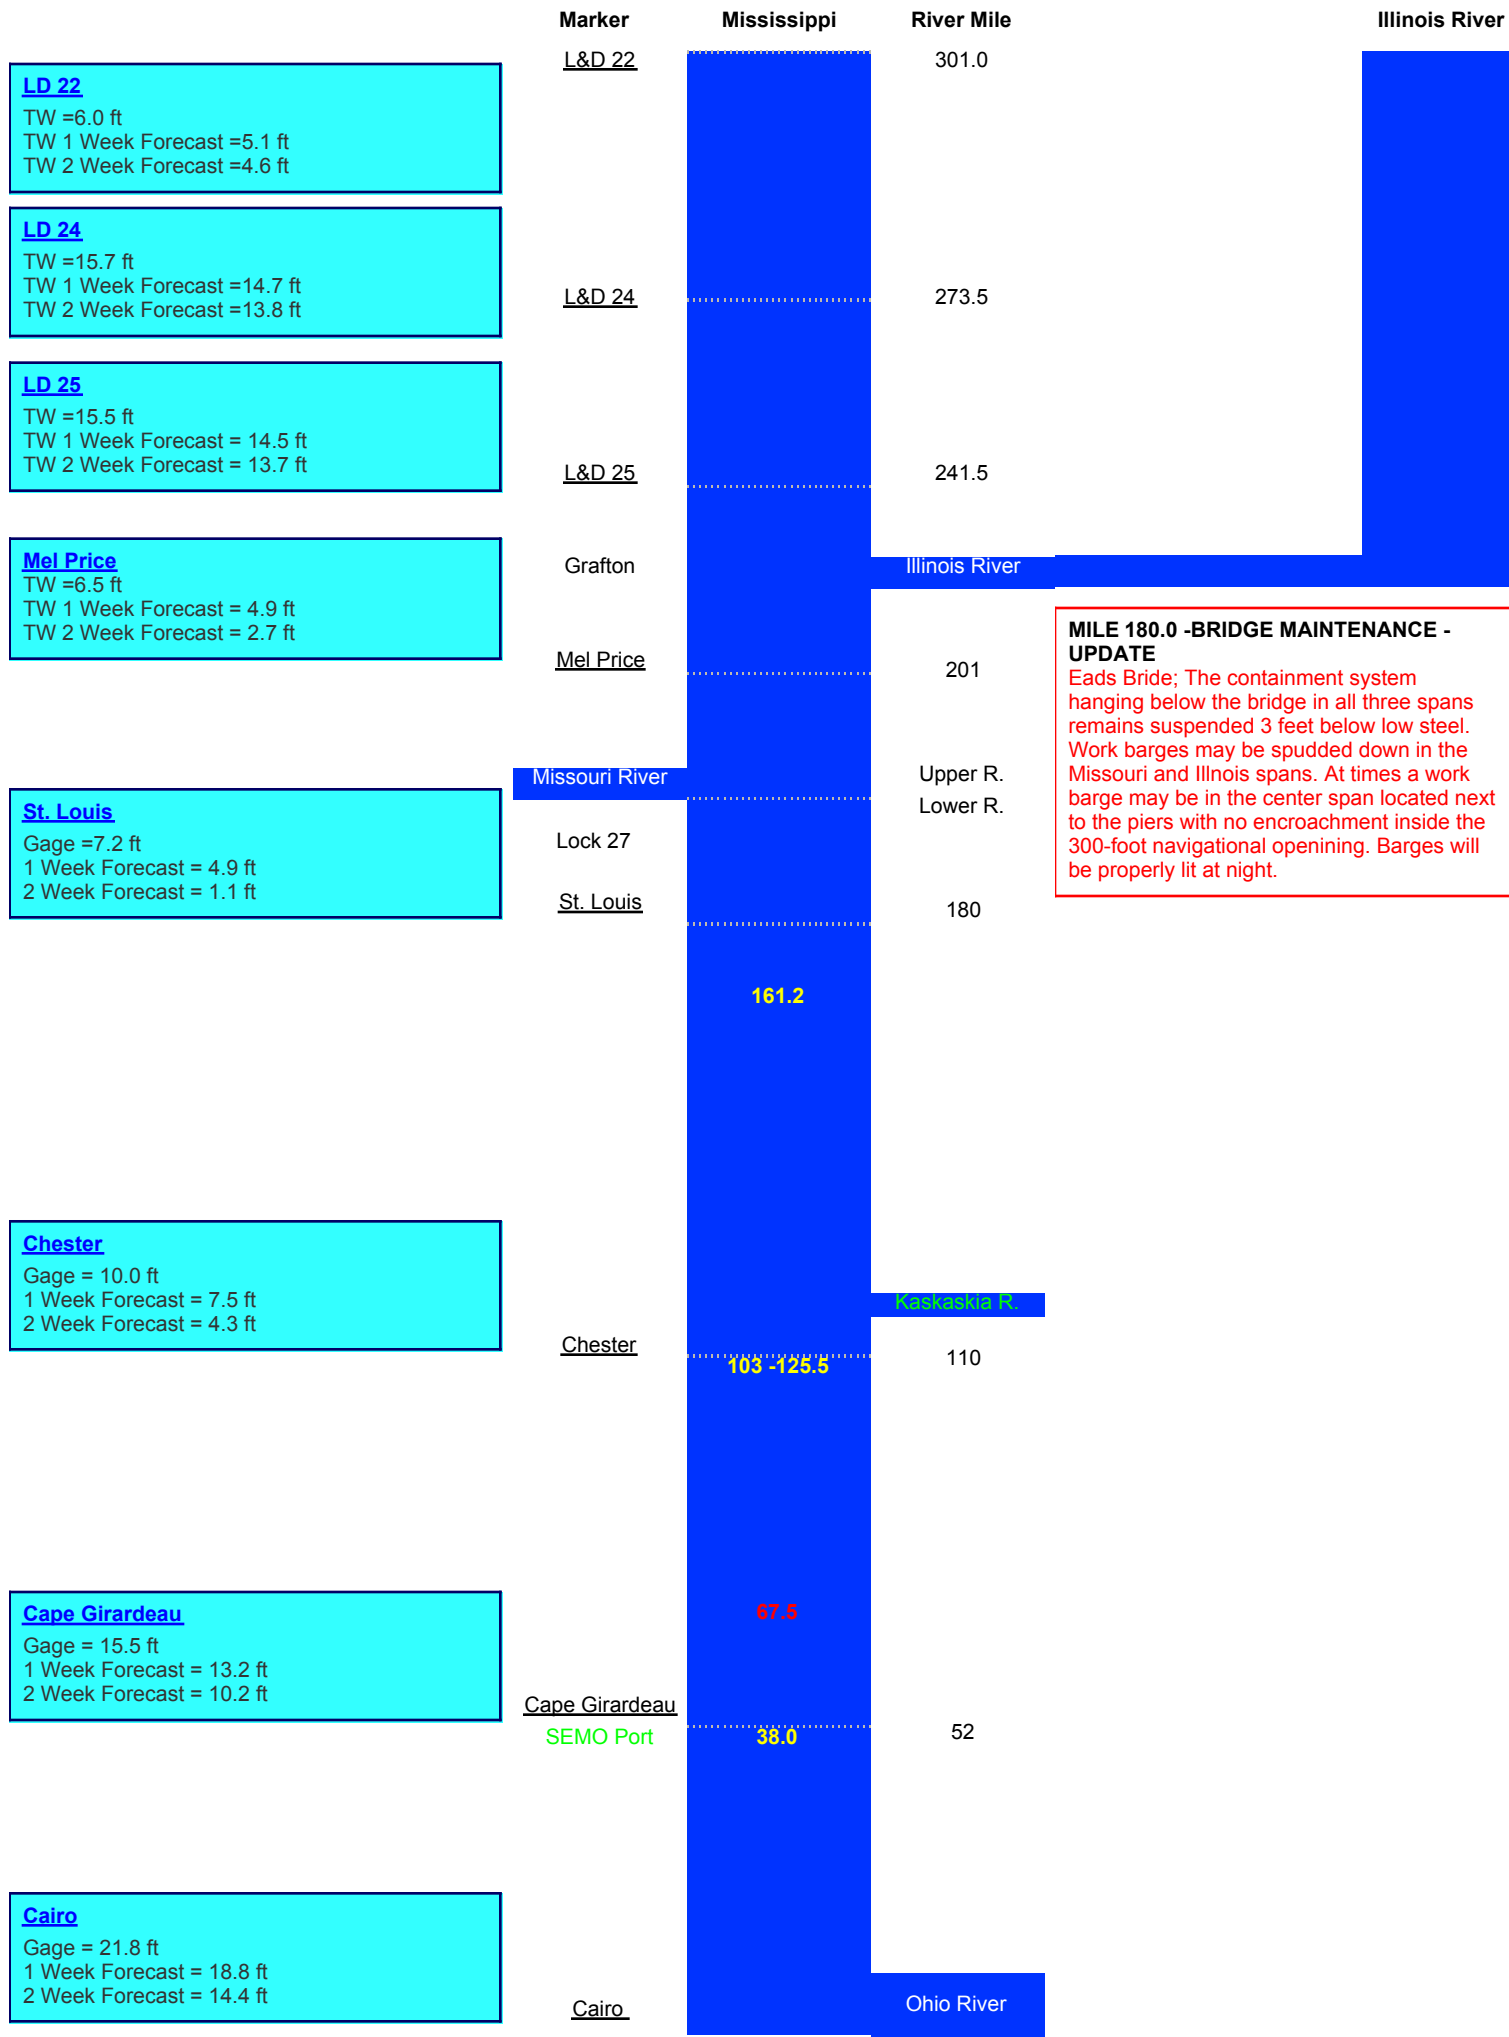 Marker Mississippi River Mile Illinois River
L&D 22 301.0
LD 22
TW =6.0 ft
TW 1 Week Forecast =5.1 ft
TW 2 Week Forecast =4.6 ft
LD 24
TW =15.7 ft
TW 1 Week Forecast =14.7 ft
TW 2 Week Forecast =13.8 ft
L&D 24 273.5
LD 25
TW =15.5 ft
TW 1 Week Forecast = 14.5 ft
TW 2 Week Forecast = 13.7 ft
L&D 25 241.5
Mel Price
TW =6.5 ft
TW 1 Week Forecast = 4.9 ft
TW 2 Week Forecast = 2.7 ft
Grafton Illinois River
Mel Price 201
MILE 180.0 -BRIDGE MAINTENANCE -
UPDATE
Eads Bride; The containment system
hanging below the bridge in all three spans
remains suspended 3 feet below low steel.
Work barges may be spudded down in the
Missouri and Illnois spans. At times a work
barge may be in the center span located next
to the piers with no encroachment inside the
300-foot navigational openining. Barges will
be properly lit at night.
Missouri River Upper R.
Lower R.
St. Louis
Gage =7.2 ft
1 Week Forecast = 4.9 ft
2 Week Forecast = 1.1 ft
Lock 27
St. Louis 180
161.2
Chester
Gage = 10.0 ft
1 Week Forecast = 7.5 ft
2 Week Forecast = 4.3 ft
Kaskaskia R.
Chester 110
103 -125.5
Cape Girardeau
Gage = 15.5 ft
1 Week Forecast = 13.2 ft
2 Week Forecast = 10.2 ft
67.5
Cape Girardeau
SEMO Port 38.0 52
Cairo
Gage = 21.8 ft
1 Week Forecast = 18.8 ft
2 Week Forecast = 14.4 ft
Cairo Ohio River